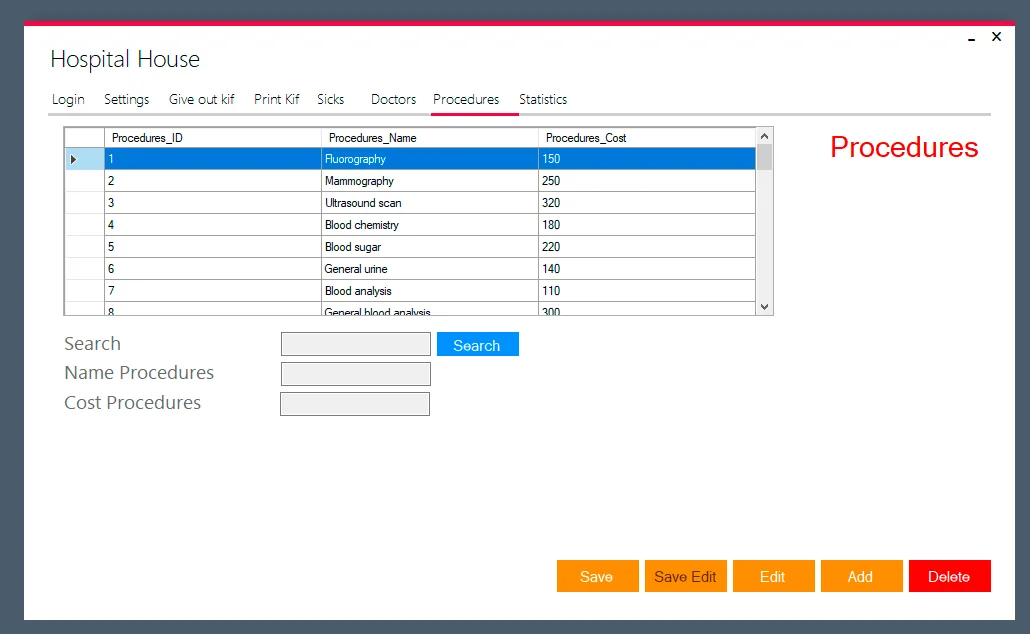 Hospital House
Login Settings Give out kif Print Kif Sicks Doctors Procedures Statistics
Procedures_ID Procedures_Name Procedures_Cost
Procedures
1 Fluorography 150
2 Mammography 250
3 Ultrasound scan 320
4 Blood chemistry 180
5 Blood sugar 220
6 General urine 140
7 Blood analysis 110
8 General blood analysis 300
Search Search
Name Procedures
Cost Procedures
Save Save Edit Edit Add Delete